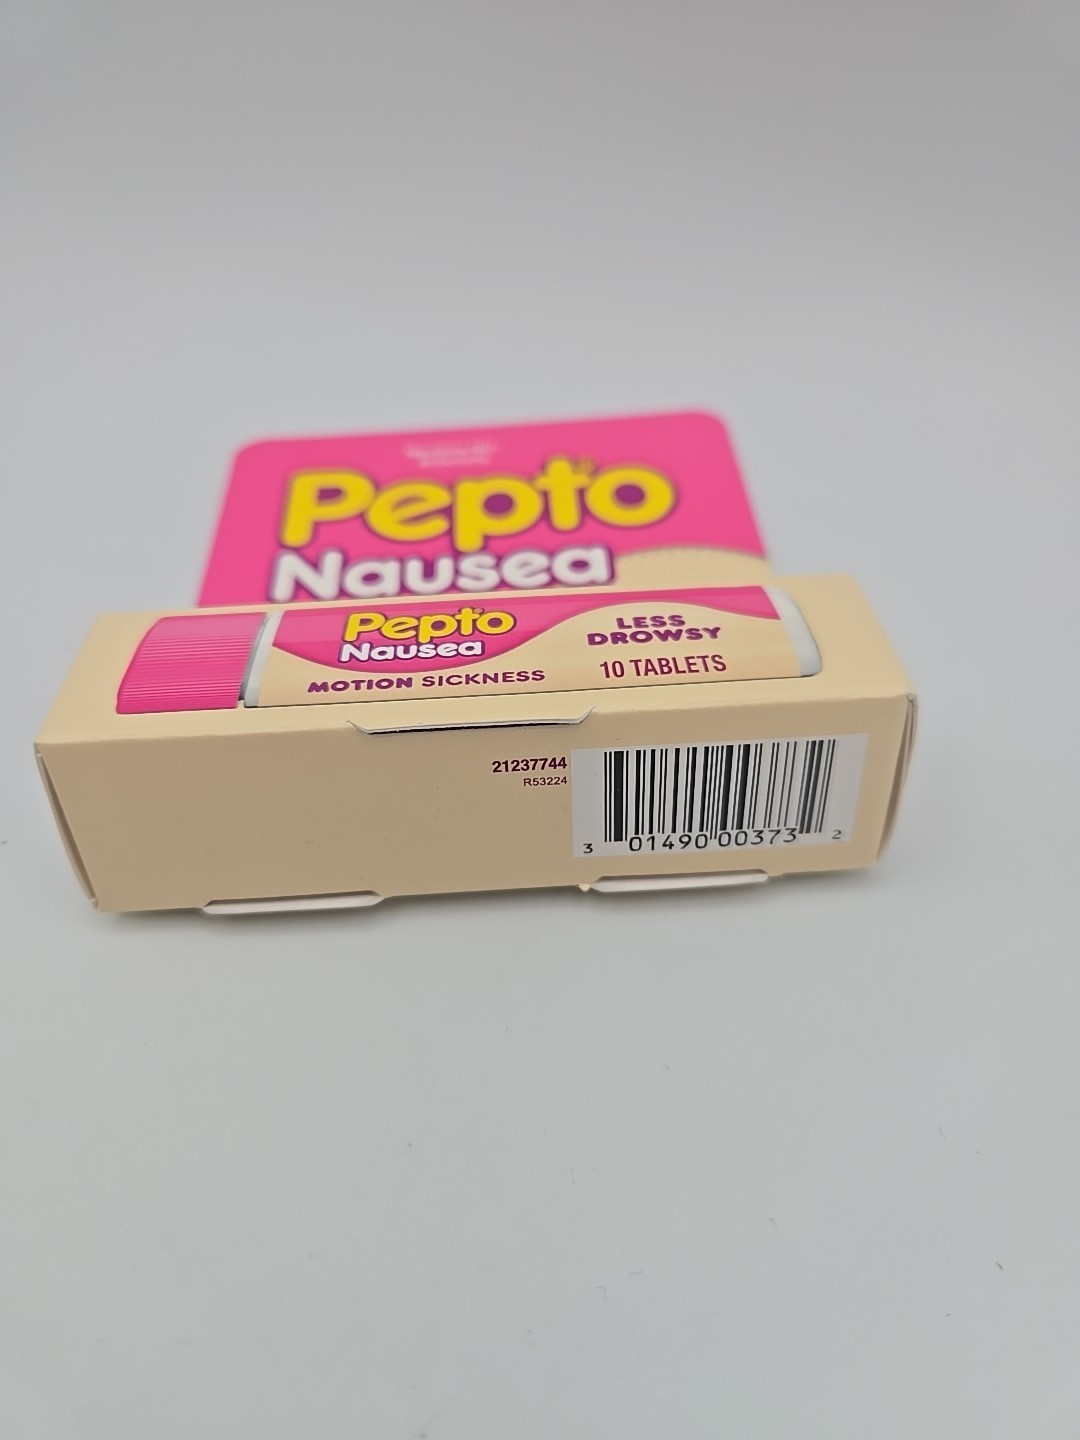 Pepto
Nausea
Pepto
Nausea
MOTION SICKNESS
LESS
DROWSY
10 TABLETS
21237744
R53224
3 01490 00373 2